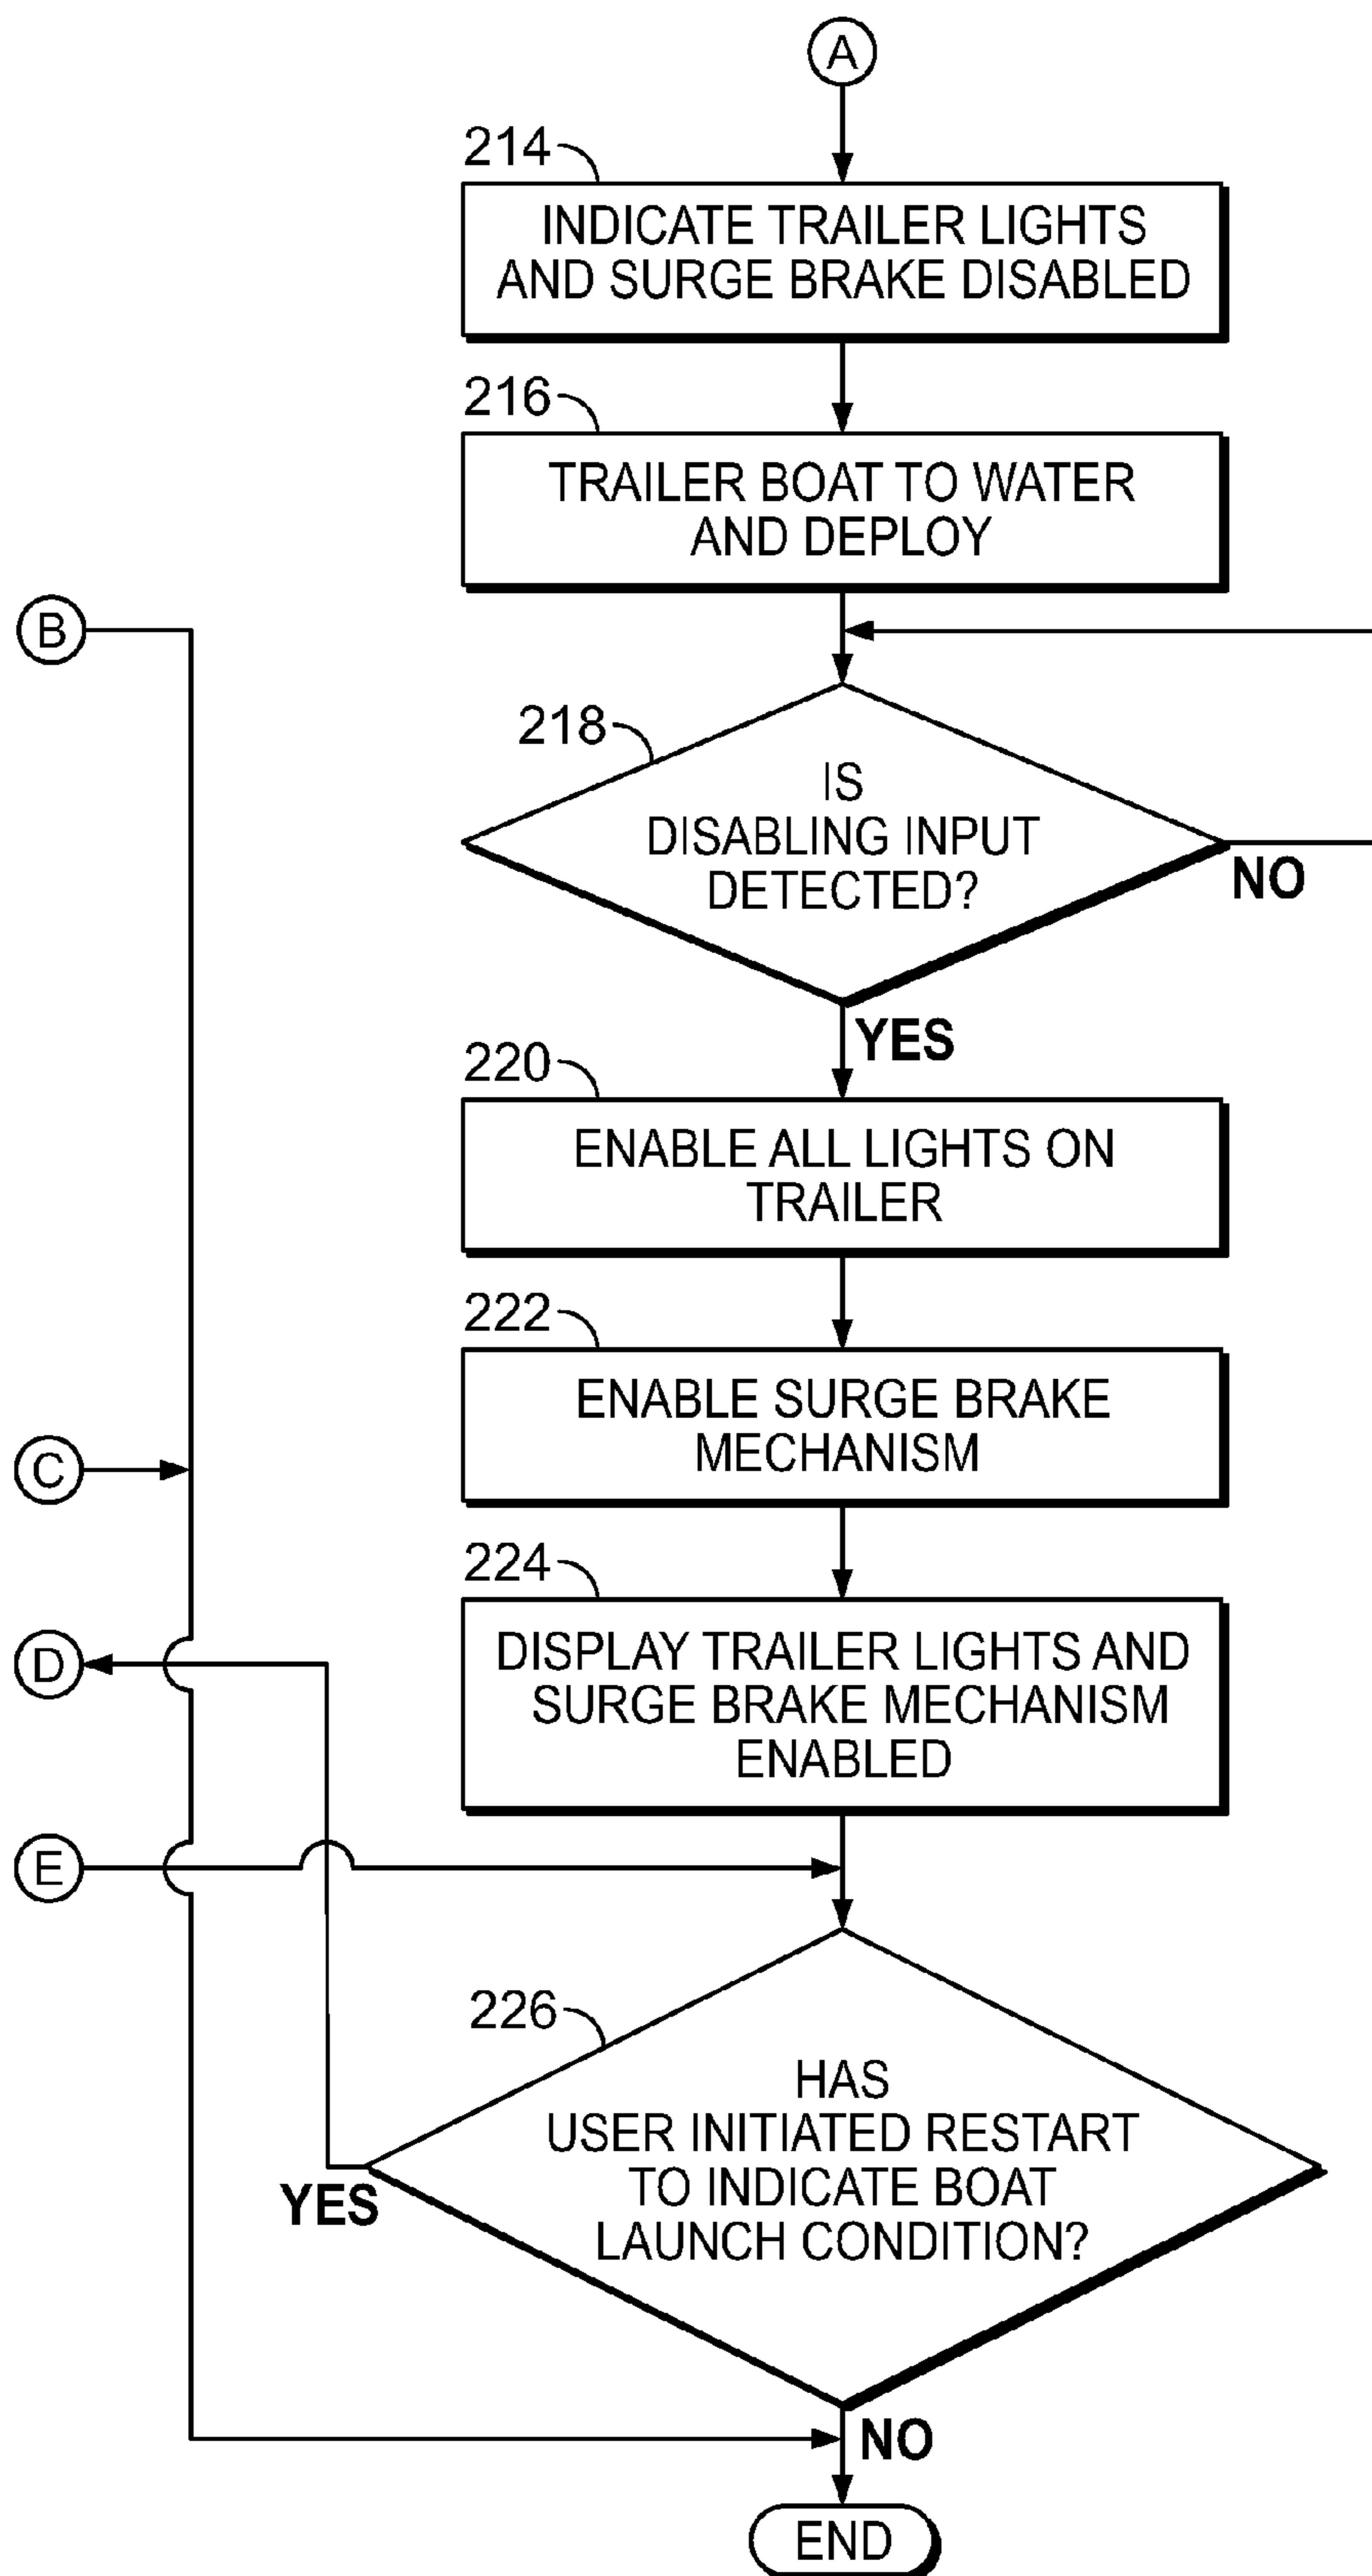 A
214
INDICATE TRAILER LIGHTS
AND SURGE BRAKE DISABLED
216
TRAILER BOAT TO WATER
AND DEPLOY
B
218
IS
DISABLING INPUT
DETECTED?
NO
YES
220
ENABLE ALL LIGHTS ON
TRAILER
222
ENABLE SURGE BRAKE
MECHANISM
C
224
DISPLAY TRAILER LIGHTS AND
SURGE BRAKE MECHANISM
ENABLED
D
E
226
HAS
USER INITIATED RESTART
TO INDICATE BOAT
LAUNCH CONDITION?
YES
NO
END